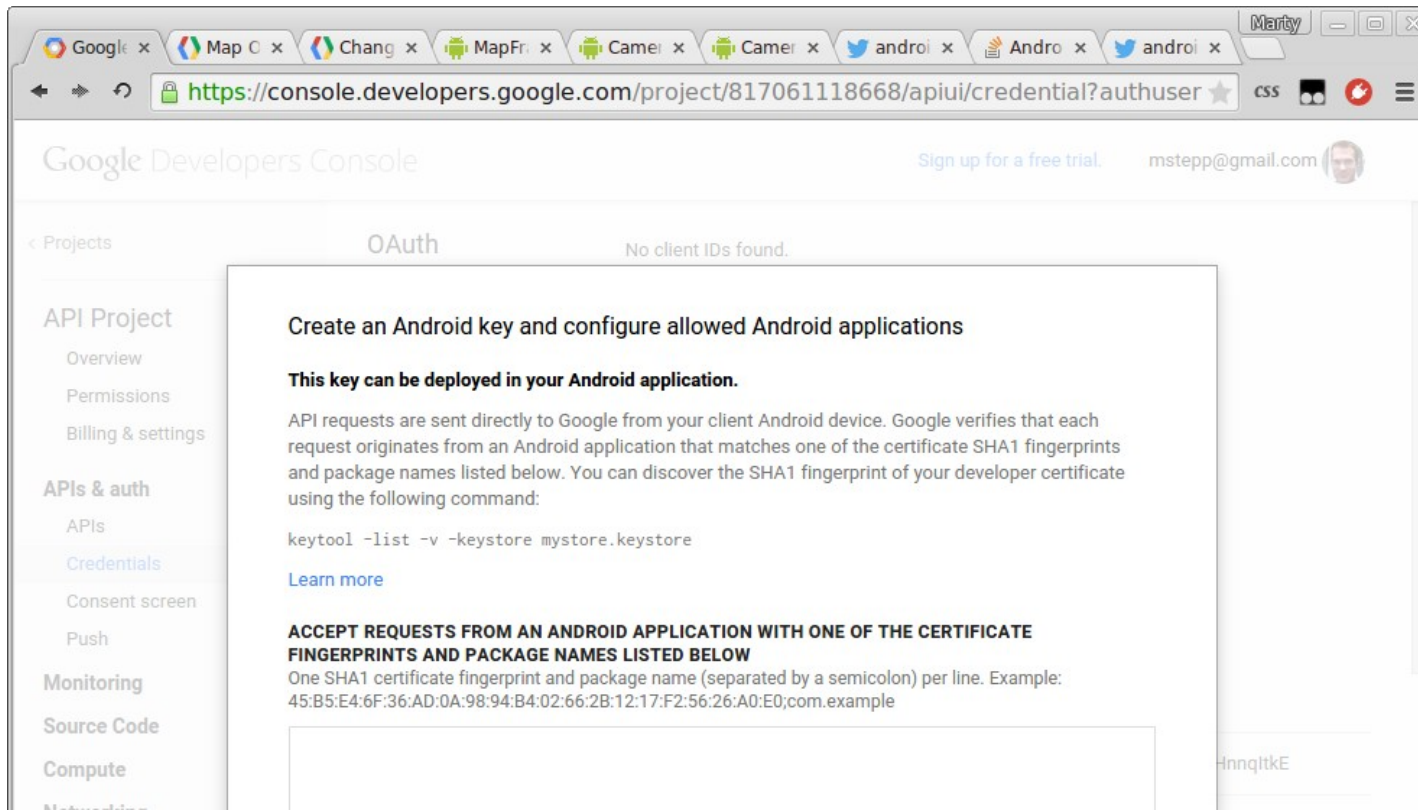 Marty
Google
Map C
Chang
MapFra
Camer
Camer
androi
Andro
androi
https://console.developers.google.com/project/817061118668/apiui/credential?authuser
css
Google Developers Console
Sign up for a free trial.
mstepp@gmail.com
< Projects
OAuth
No client IDs found.
API Project
Overview
Permissions
Billing & settings
APIs & auth
APIs
Credentials
Consent screen
Push
Monitoring
Source Code
Compute
Networking
Create an Android key and configure allowed Android applications
This key can be deployed in your Android application.
API requests are sent directly to Google from your client Android device. Google verifies that each
request originates from an Android application that matches one of the certificate SHA1 fingerprints
and package names listed below. You can discover the SHA1 fingerprint of your developer certificate
using the following command:
keytool -list -v -keystore mystore.keystore
Learn more
ACCEPT REQUESTS FROM AN ANDROID APPLICATION WITH ONE OF THE CERTIFICATE
FINGERPRINTS AND PACKAGE NAMES LISTED BELOW
One SHA1 certificate fingerprint and package name (separated by a semicolon) per line. Example:
45:B5:E4:6F:36:AD:0A:98:94:B4:02:66:2B:12:17:F2:56:26:A0:E0;com.example
HnnqItkE